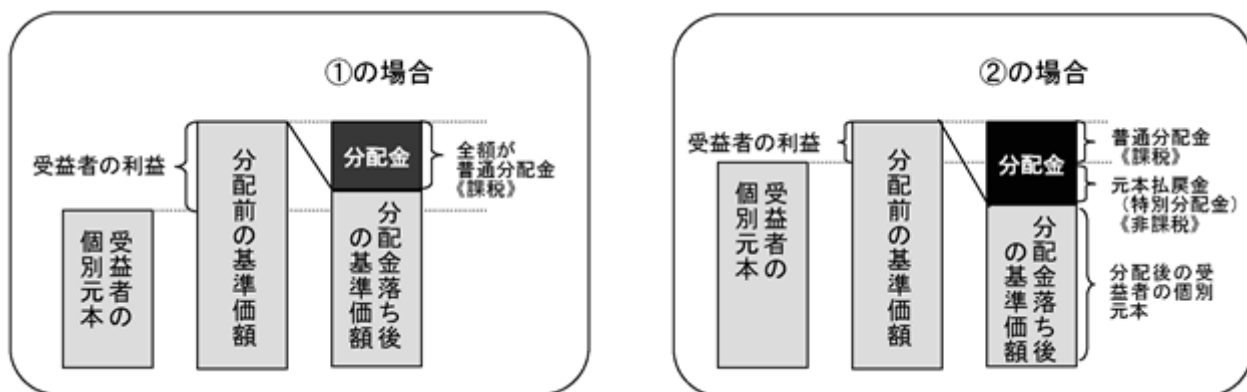 ①の場合
受益者の利益
受益者の
個別元本
分配前の基準価額
分配金
分配金落ち後
の基準価額
全額が
普通分配金
《課税》
②の場合
受益者の利益
受益者の
個別元本
分配前の基準価額
分配金
分配金落ち後
の基準価額
普通分配金
《課税》
元本払戻金
（特別分配金）
《非課税》
分配後の受
益者の個別
元本